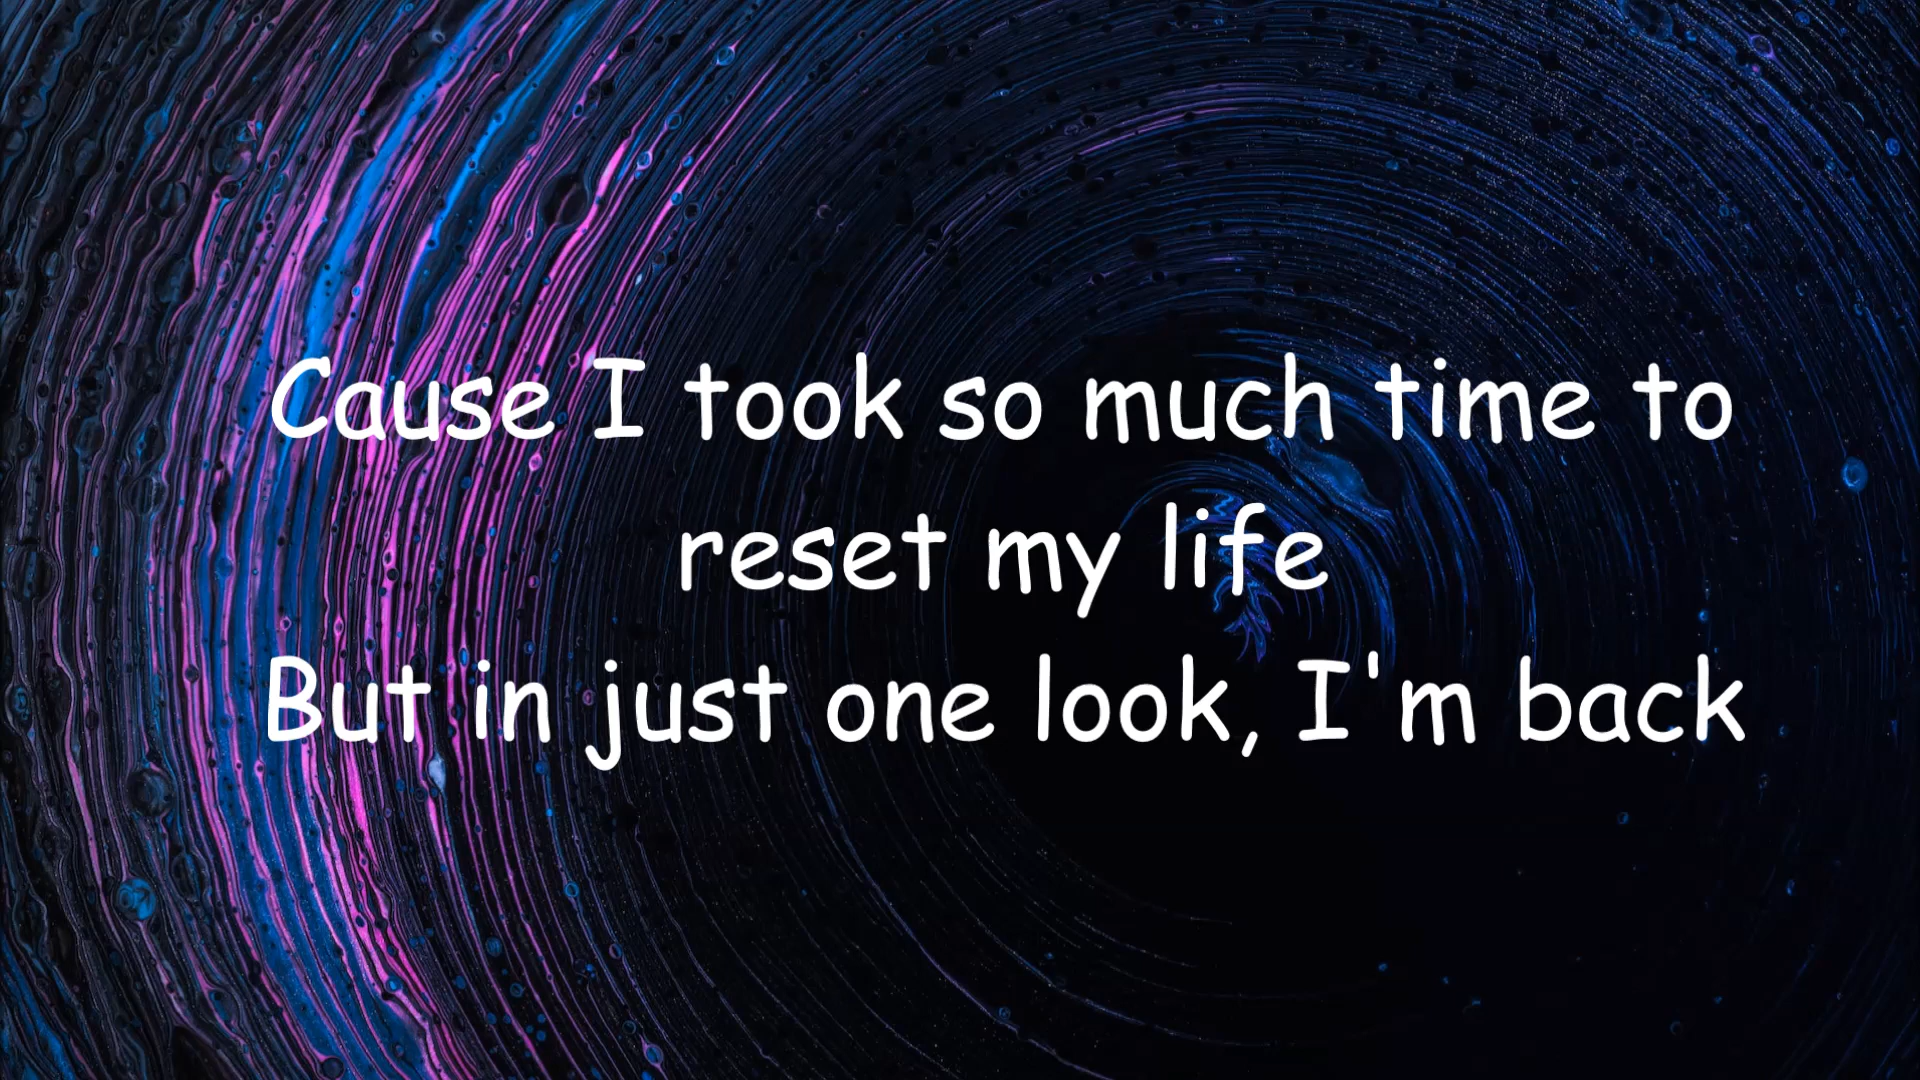 Cause I took so much time to
reset my life
But in just one look, I'm back